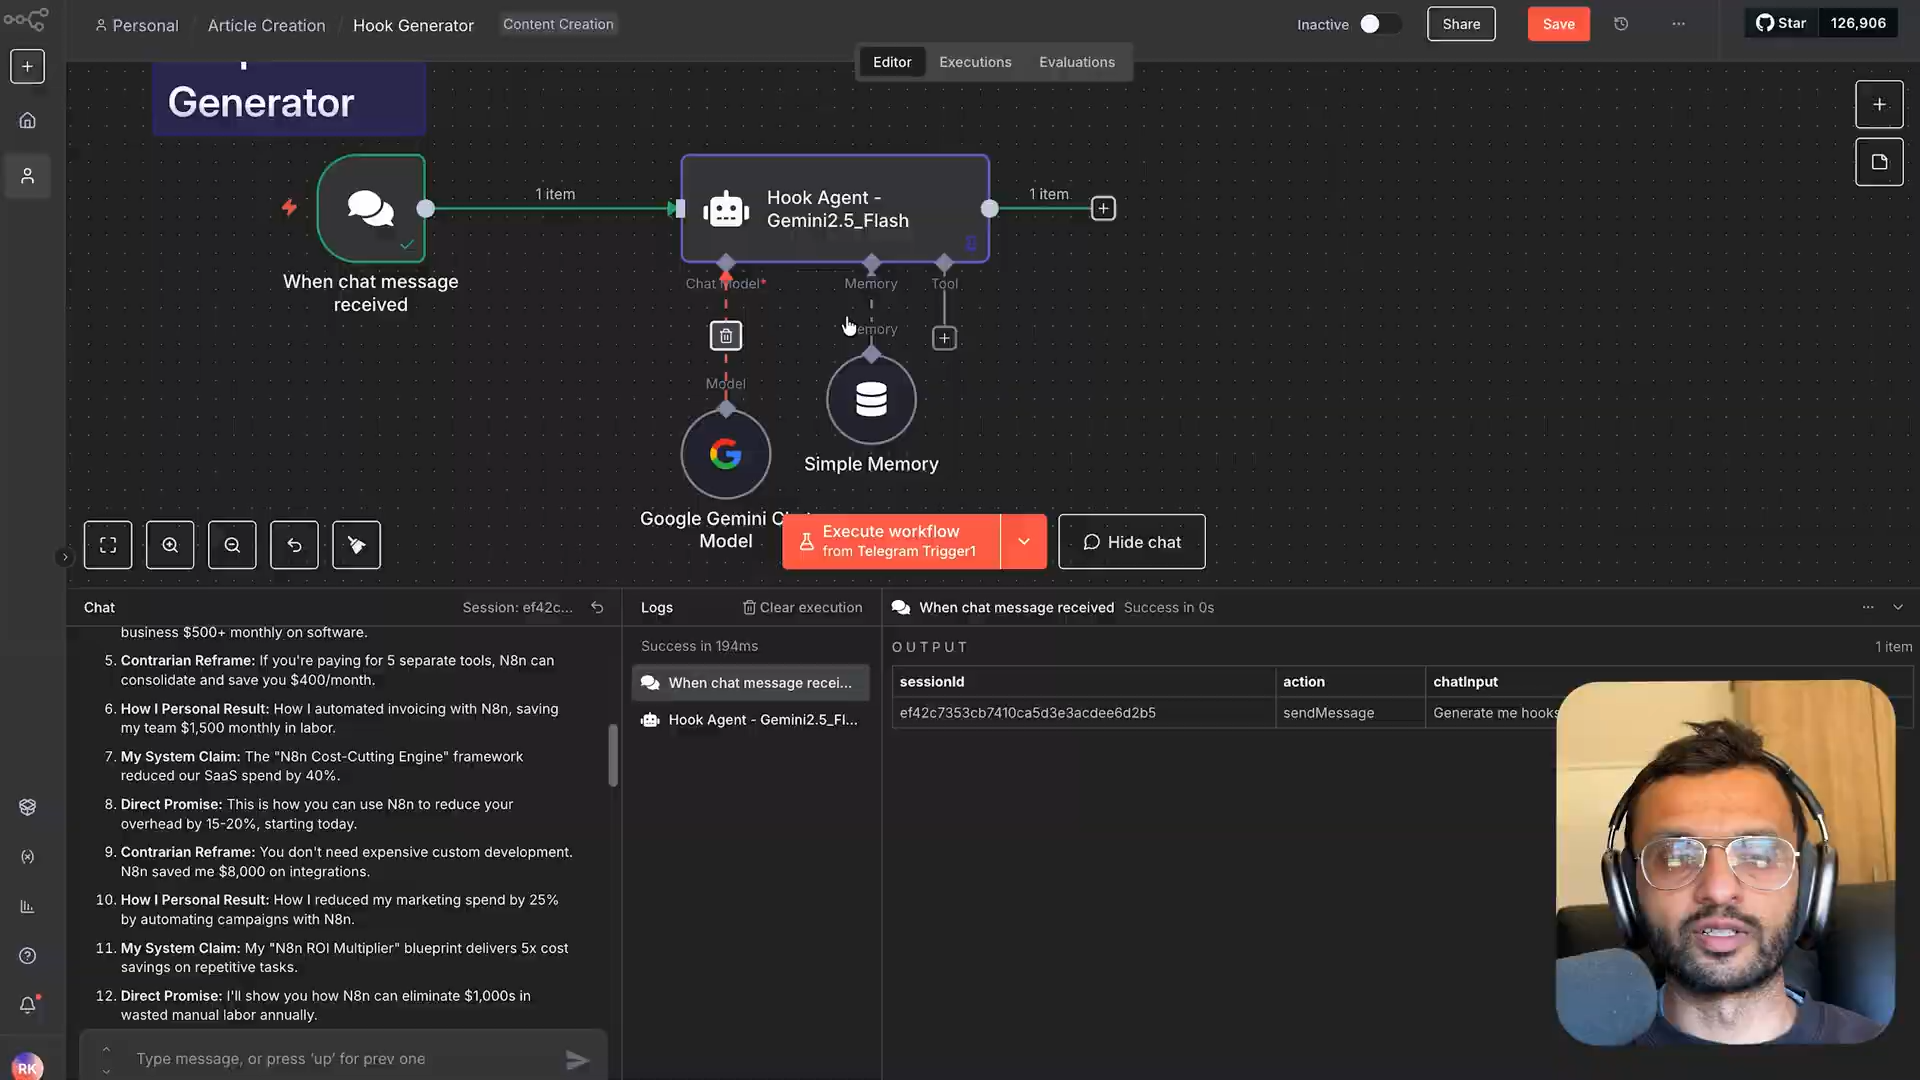 Personal / Article Creation / Hook Generator
Content Creation
Inactive
Share
Save
Star
126,906
Editor
Executions
Evaluations
Generator
1 item
Hook Agent -
Gemini2.5_Flash
1 item
When chat message
received
Chat Model*
Memory
Tool
Memory
Model
Simple Memory
Google Gemini
Model
Execute workflow
from Telegram Trigger1
Hide chat
Chat
Session: ef42c...
business $500+ monthly on software.
5. Contrarian Reframe: If you're paying for 5 separate tools, N8n can
consolidate and save you $400/month.
6. How I Personal Result: How I automated invoicing with N8n, saving
my team $1,500 monthly in labor.
7. My System Claim: The "N8n Cost-Cutting Engine" framework
reduced our SaaS spend by 40%.
8. Direct Promise: This is how you can use N8n to reduce your
overhead by 15-20%, starting today.
9. Contrarian Reframe: You don't need expensive custom development.
N8n saved me $8,000 on integrations.
10. How I Personal Result: How I reduced my marketing spend by 25%
by automating campaigns with N8n.
11. My System Claim: My "N8n ROI Multiplier" blueprint delivers 5x cost
savings on repetitive tasks.
12. Direct Promise: I'll show you how N8n can eliminate $1,000s in
wasted manual labor annually.
Type message, or press 'up' for prev one
RK
Logs
Clear execution
Success in 194ms
When chat message recei...
Hook Agent - Gemini2.5_Fl...
When chat message received
Success in 0s
OUTPUT
1 item
sessionId
action
chatInput
ef42c7353cb7410ca5d3e3acdee6d2b5
sendMessage
Generate me hooks